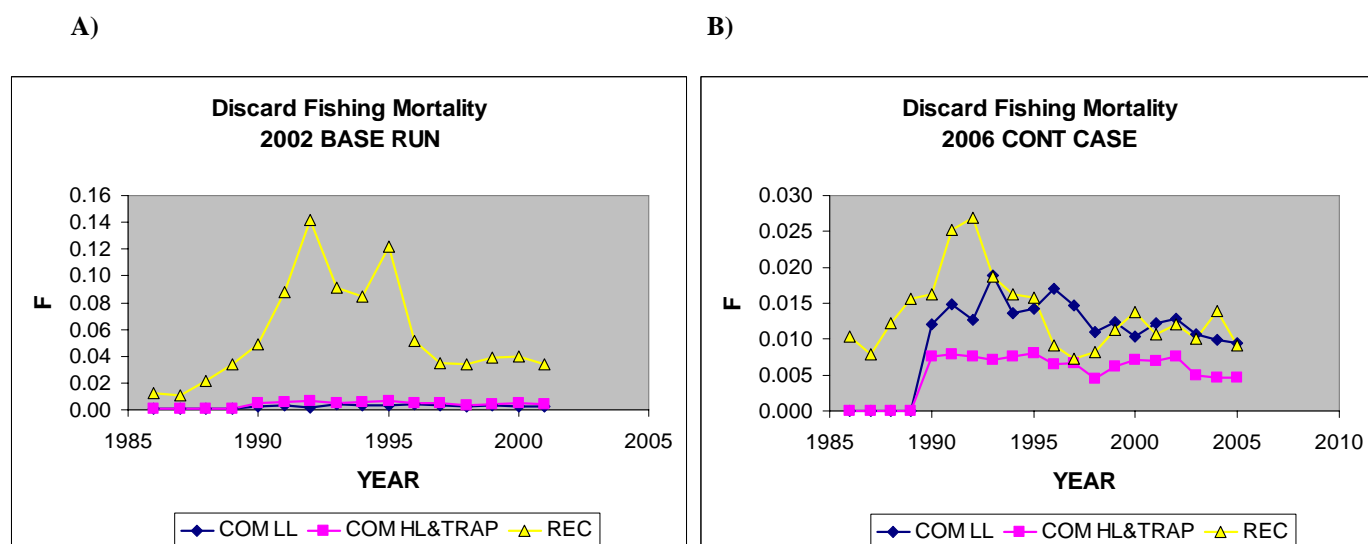 A)
Discard Fishing Mortality
2002 BASE RUN
0.16
0.14
0.12
0.10
0.08
0.06
0.04
0.02
0.00
F
1985 1990 1995 2000 2005
YEAR
COM LL COM HL&TRAP REC
B)
Discard Fishing Mortality
2006 CONT CASE
0.030
0.025
0.020
0.015
0.010
0.005
0.000
F
1985 1990 1995 2000 2005 2010
YEAR
COM LL COM HL&TRAP REC